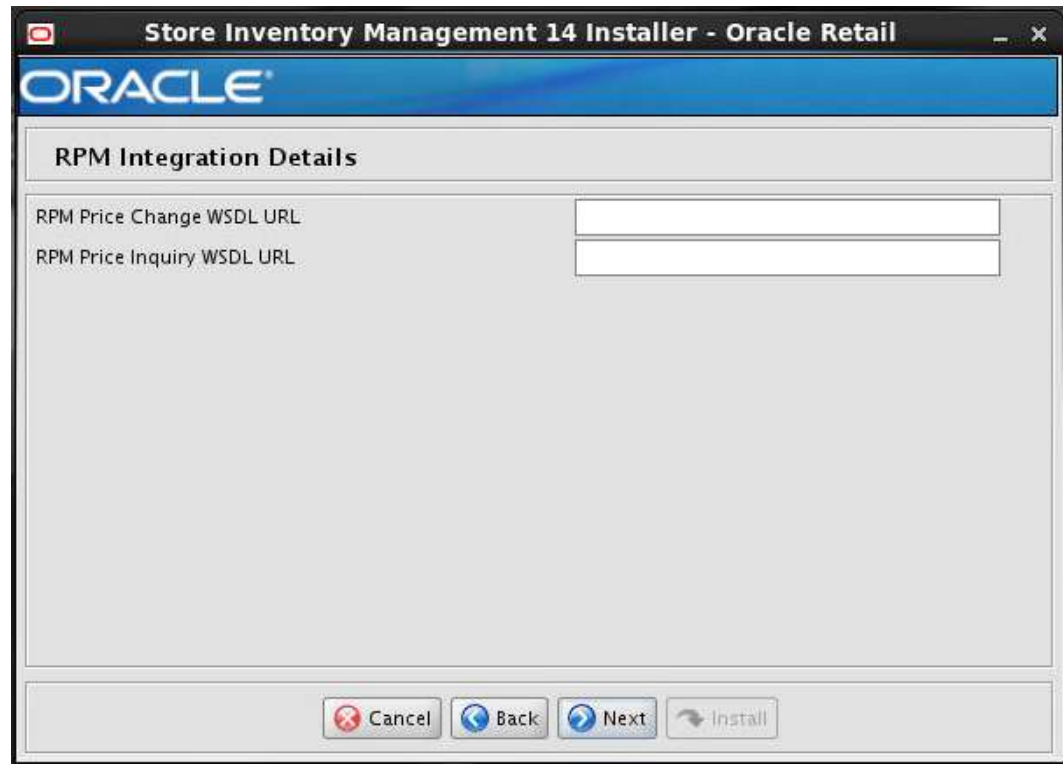 Store Inventory Management 14 Installer - Oracle Retail
ORACLE®
RPM Integration Details
RPM Price Change WSDL URL
RPM Price Inquiry WSDL URL
Cancel Back Next Install